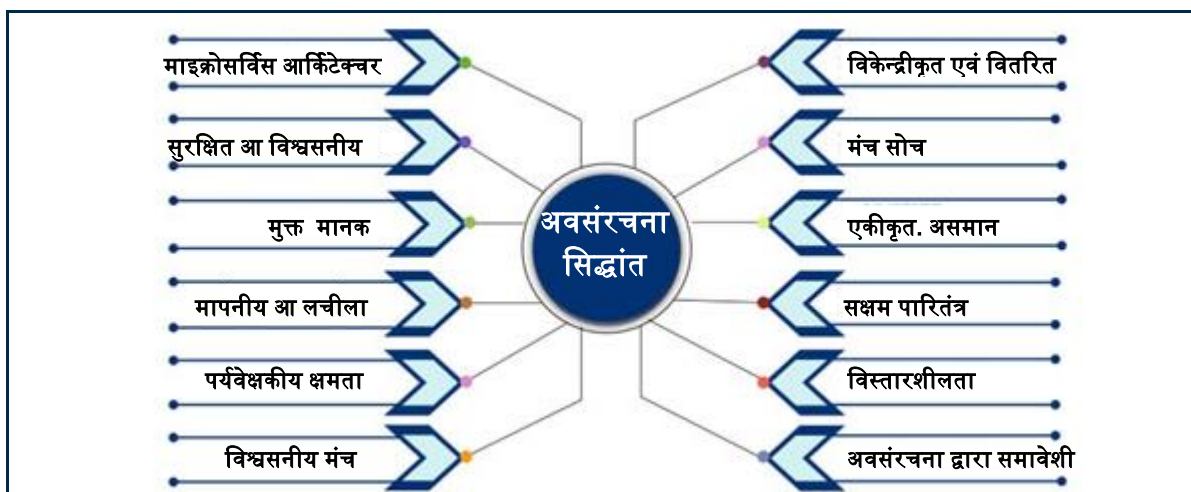 माइक्रोसर्विस आर्किटेक्चर
सुरक्षित आ विश्वसनीय
मुक्त मानक
मापनीय आ लचीला
पर्यवेक्षकीय क्षमता
विश्वसनीय मंच
अवसंरचना
सिद्धांत
विकेन्द्रीकृत एवं वितरित
मंच सोच
एकीकृत. असमान
सक्षम पारितंत्र
विस्तारशीलता
अवसंरचना द्वारा समावेशी